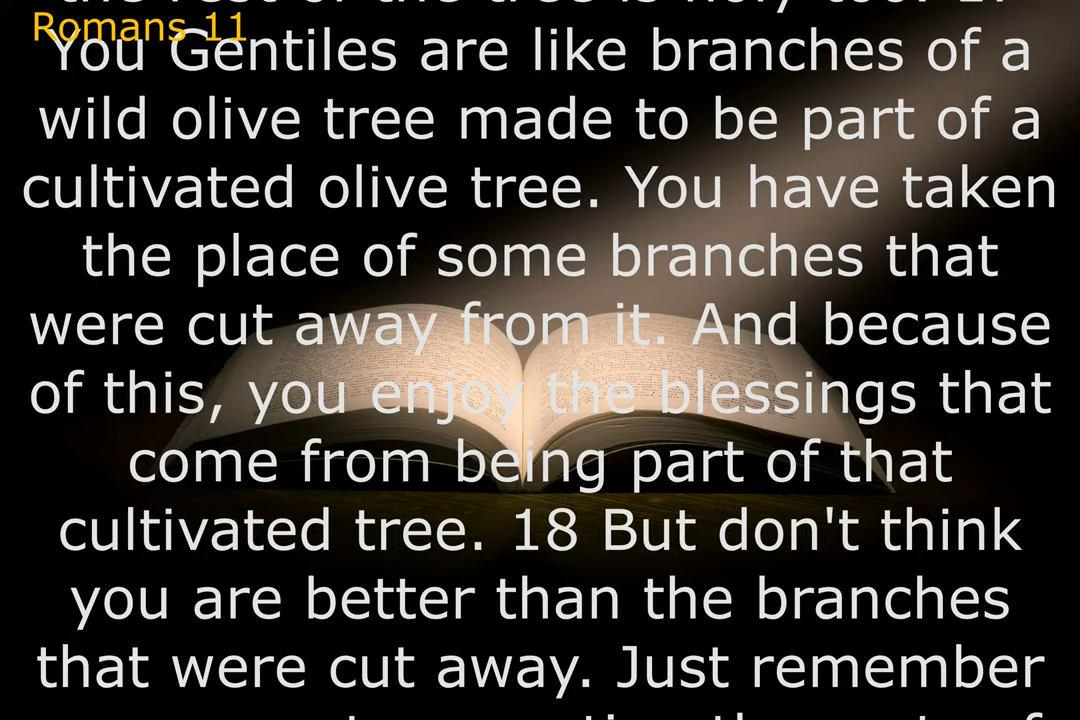 the rest of the tree is holy too. 17
Romans 11
You Gentiles are like branches of a
wild olive tree made to be part of a
cultivated olive tree. You have taken
the place of some branches that
were cut away from it. And because
of this, you enjoy the blessings that
come from being part of that
cultivated tree. 18 But don't think
you are better than the branches
that were cut away. Just remember